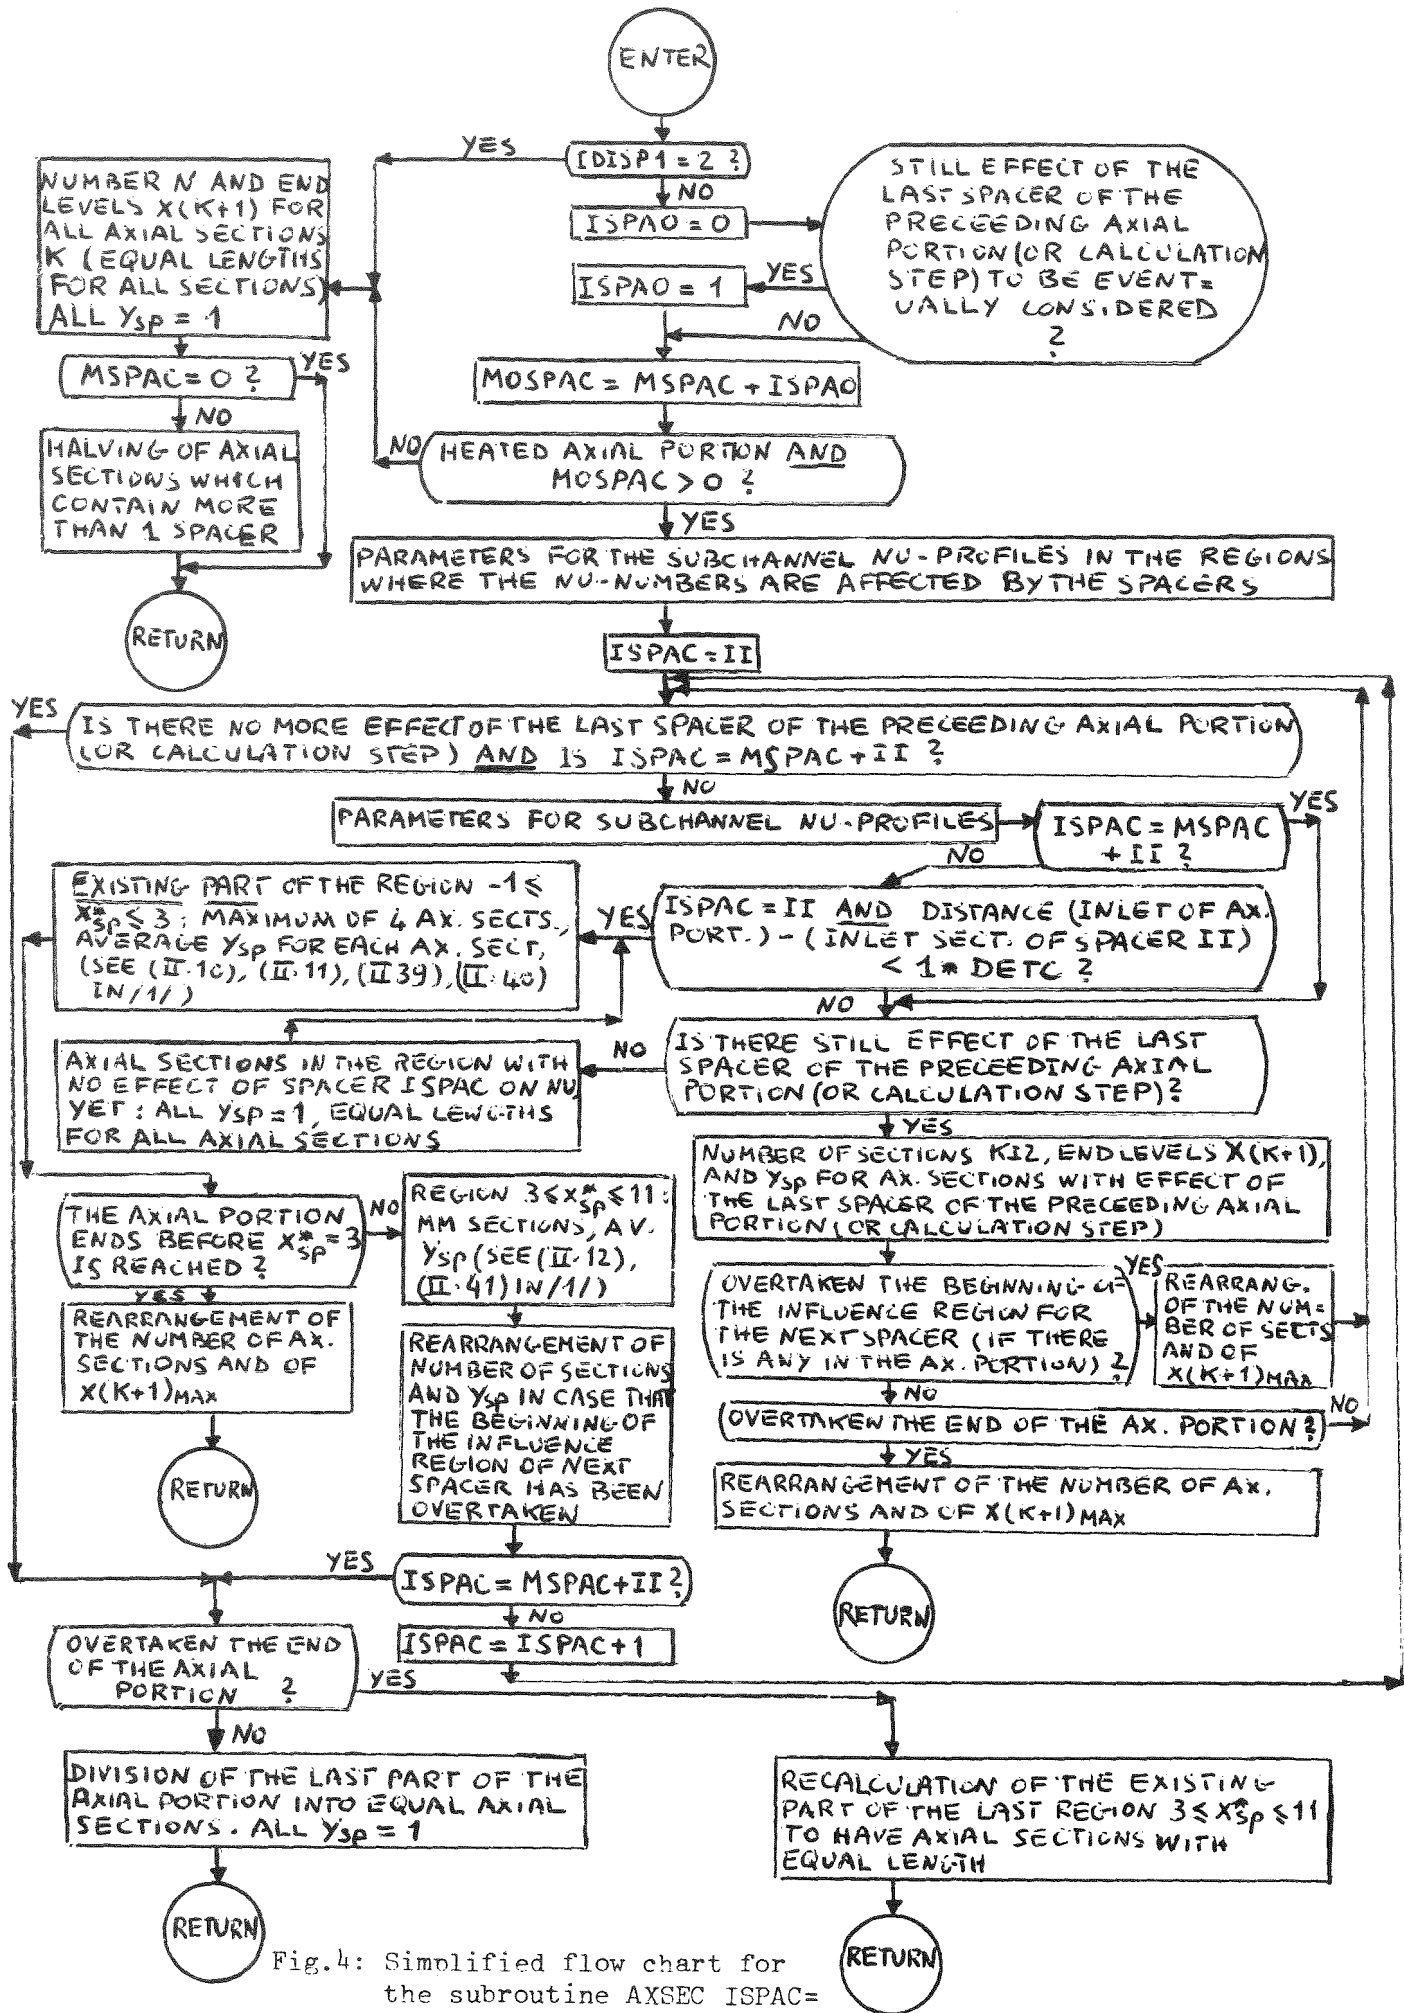 ENTER
IDISP1 = 2 ?
YES
NO
ISPAO = 0
STILL EFFECT OF THE
LAST SPACER OF THE
PRECEEDING AXIAL
PORTION (OR CALCULATION
STEP) TO BE EVENT=
UALLY CONSIDERED
?
YES
ISPAO = 1
NO
MOSPAC = MSPAC + ISPAO
HEATED AXIAL PORTION AND
MOSPAC > 0 ?
NO
YES
NUMBER N AND END
LEVELS X(K+1) FOR
ALL AXIAL SECTIONS
K (EQUAL LENGTHS
FOR ALL SECTIONS)
ALL Ysp = 1
MSPAC = 0 ?
YES
NO
HALVING OF AXIAL
SECTIONS WHICH
CONTAIN MORE
THAN 1 SPACER
RETURN
PARAMETERS FOR THE SUBCHANNEL NU-PROFILES IN THE REGIONS
WHERE THE NU-NUMBERS ARE AFFECTED BY THE SPACERS
ISPAC = II
YES
IS THERE NO MORE EFFECT OF THE LAST SPACER OF THE PRECEEDING AXIAL PORTION
(OR CALCULATION STEP) AND IS ISPAC = MSPAC + II ?
NO
PARAMETERS FOR SUBCHANNEL NU-PROFILES
ISPAC = MSPAC
+ II ?
YES
NO
ISPAC = II AND DISTANCE (INLET OF AX.
PORT.) - (INLET SECT. OF SPACER II)
< 1* DETC ?
YES
NO
EXISTING PART OF THE REGION -1 ≤
X*sp ≤ 3 : MAXIMUM OF 4 AX. SECTS.,
AVERAGE Ysp FOR EACH AX. SECT,
(SEE (II.10), (II.11), (II 39), (II.40)
IN /1/)
IS THERE STILL EFFECT OF THE LAST
SPACER OF THE PRECEEDING AXIAL
PORTION (OR CALCULATION STEP)?
NO
YES
AXIAL SECTIONS IN THE REGION WITH
NO EFFECT OF SPACER ISPAC ON NU
YET : ALL Ysp = 1, EQUAL LENGTHS
FOR ALL AXIAL SECTIONS
NUMBER OF SECTIONS KI2, END LEVELS X(K+1),
AND Ysp FOR AX. SECTIONS WITH EFFECT OF
THE LAST SPACER OF THE PRECEEDING AXIAL
PORTION (OR CALCULATION STEP)
THE AXIAL PORTION
ENDS BEFORE X*sp = 3
IS REACHED ?
NO
YES
REGION 3 ≤ X*sp ≤ 11 :
MM SECTIONS, AV.
Ysp (SEE (II.12),
(II.41) IN /1/)
OVERTAKEN THE BEGINNING OF
THE INFLUENCE REGION FOR
THE NEXT SPACER (IF THERE
IS ANY IN THE AX. PORTION) ?
YES
REARRANG.
OF THE NUM=
BER OF SECTS
AND OF
X(K+1)MAX
NO
REARRANGEMENT OF
THE NUMBER OF AX.
SECTIONS AND OF
X(K+1)MAX
RETURN
REARRANGEMENT OF
NUMBER OF SECTIONS
AND Ysp IN CASE THAT
THE BEGINNING OF
THE INFLUENCE
REGION OF NEXT
SPACER HAS BEEN
OVERTAKEN
OVERTAKEN THE END OF THE AX. PORTION ?
NO
YES
REARRANGEMENT OF THE NUMBER OF AX.
SECTIONS AND OF X(K+1)MAX
RETURN
YES
ISPAC = MSPAC + II ?
NO
ISPAC = ISPAC + 1
OVERTAKEN THE END
OF THE AXIAL
PORTION ?
YES
NO
DIVISION OF THE LAST PART OF THE
AXIAL PORTION INTO EQUAL AXIAL
SECTIONS. ALL Ysp = 1
RETURN
RECALCULATION OF THE EXISTING
PART OF THE LAST REGION 3 ≤ X*sp ≤ 11
TO HAVE AXIAL SECTIONS WITH
EQUAL LENGTH
RETURN
Fig.4: Simplified flow chart for
the subroutine AXSEC ISPAC=